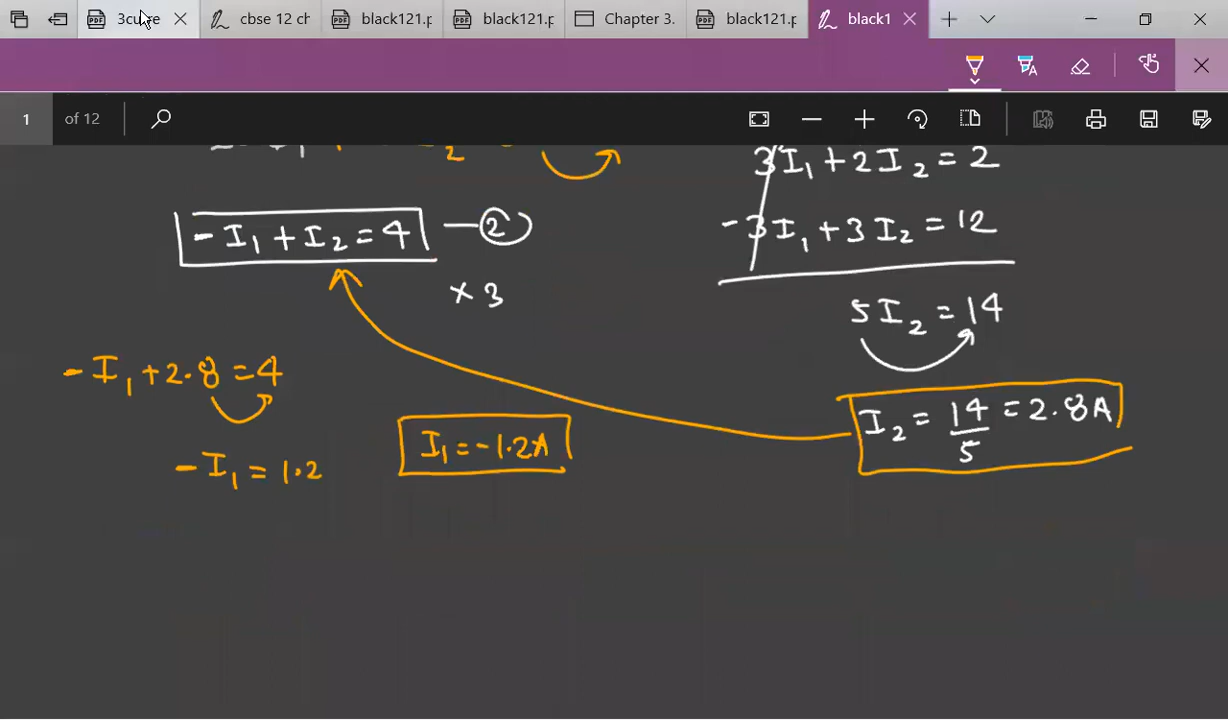 3cure cbse 12 ch black121.p black121.p Chapter 3. black121.p black1
1 of 12
3I₁ + 2I₂ = 2
-I₁ + I₂ = 4 — ②
-3I₁ + 3I₂ = 12
× 3
5I₂ = 14
-I₁ + 2.8 = 4
I₂ = 14/5 = 2.8A
I₁ = -1.2A
-I₁ = 1.2